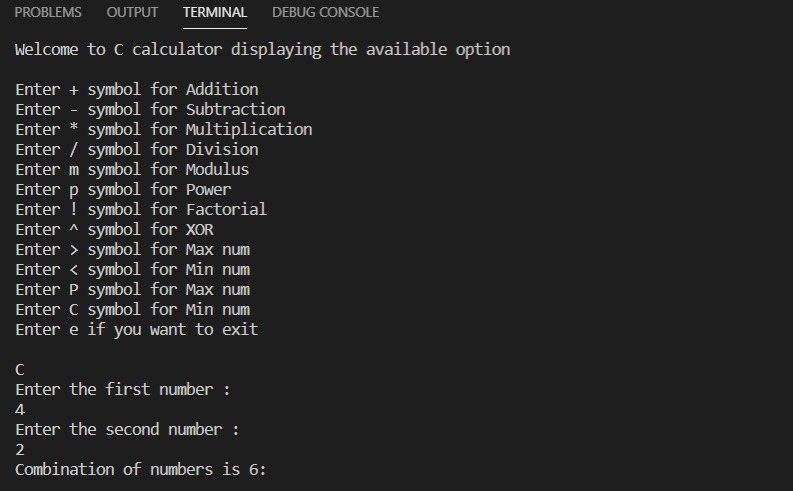 PROBLEMS OUTPUT TERMINAL DEBUG CONSOLE
Welcome to C calculator displaying the available option
Enter + symbol for Addition
Enter - symbol for Subtraction
Enter * symbol for Multiplication
Enter / symbol for Division
Enter m symbol for Modulus
Enter p symbol for Power
Enter ! symbol for Factorial
Enter ^ symbol for XOR
Enter > symbol for Max num
Enter < symbol for Min num
Enter P symbol for Max num
Enter C symbol for Min num
Enter e if you want to exit
C
Enter the first number :
4
Enter the second number :
2
Combination of numbers is 6: